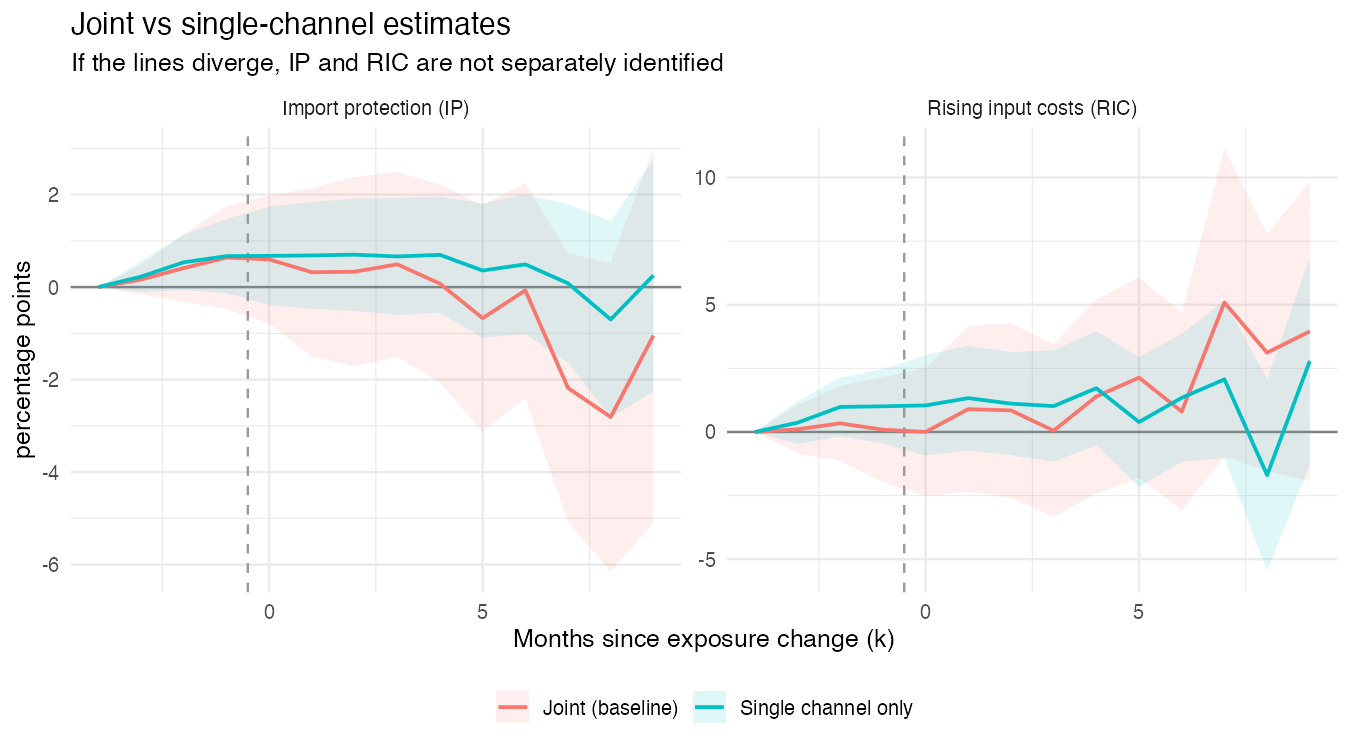 Joint vs single-channel estimates
If the lines diverge, IP and RIC are not separately identified
Import protection (IP)
Rising input costs (RIC)
percentage points
2
0
-2
-4
-6
10
5
0
-5
0
5
0
5
Months since exposure change (k)
Joint (baseline)
Single channel only